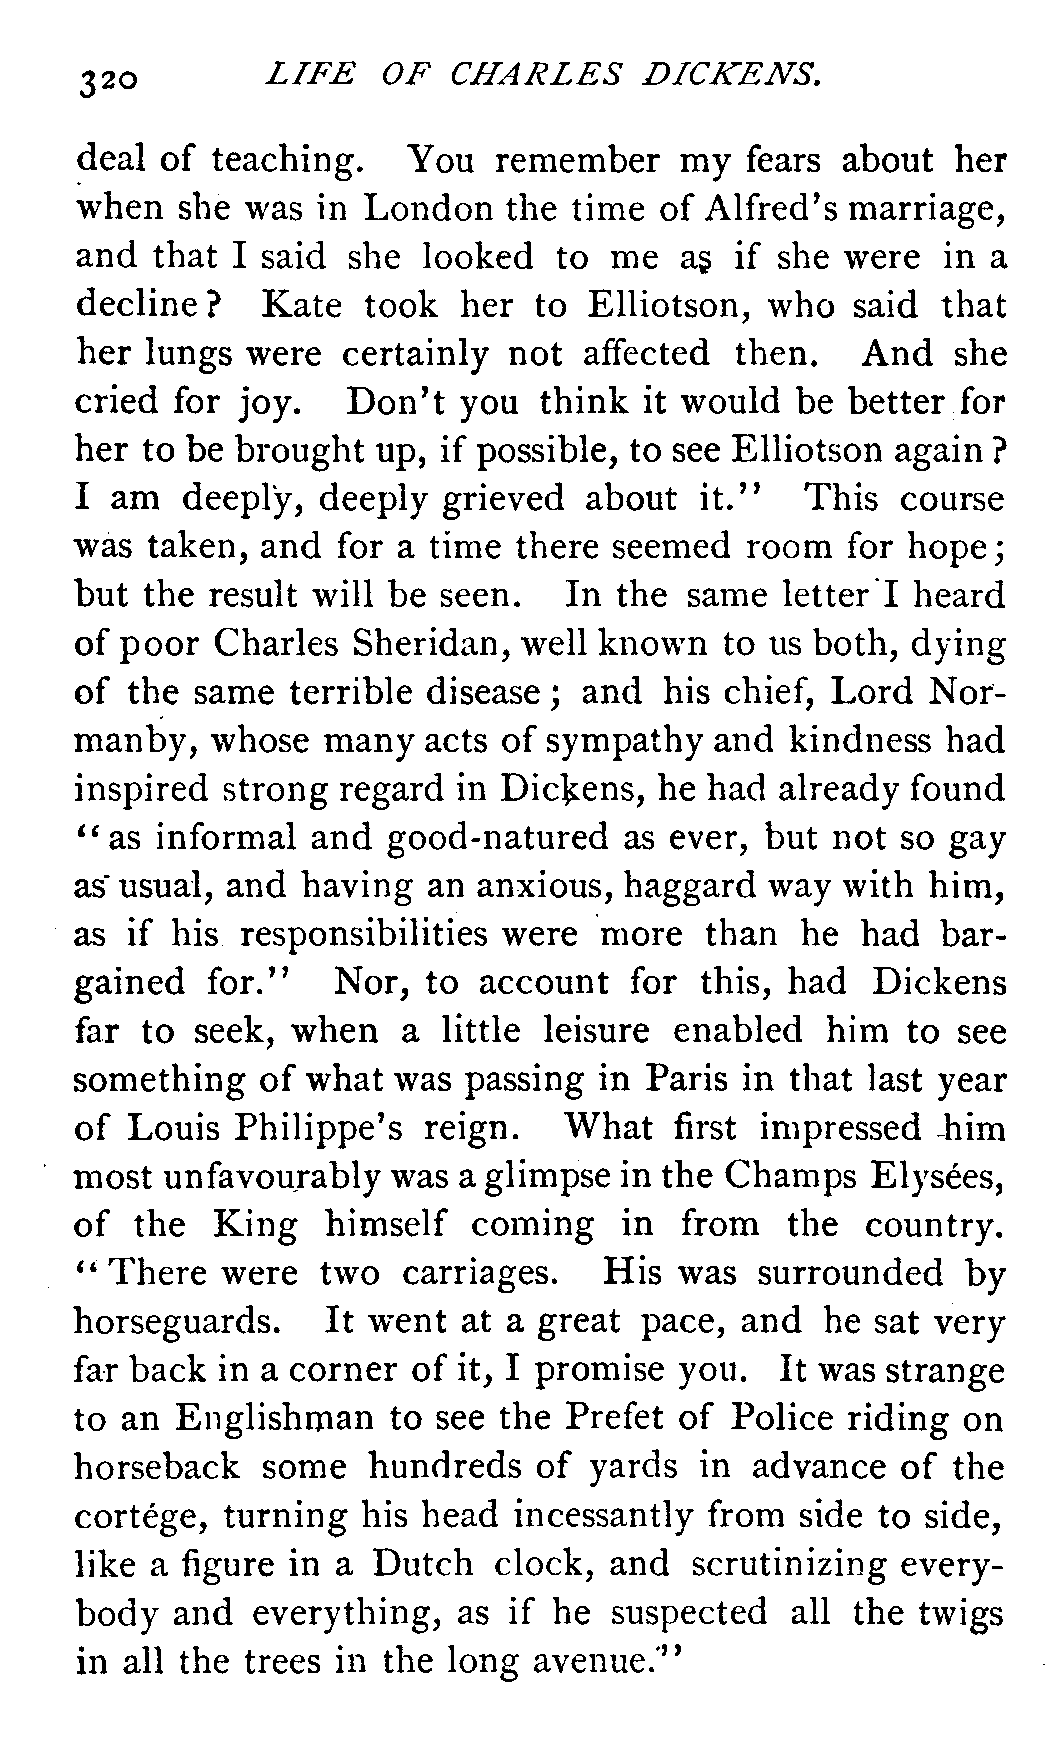 320 LIFE OF CHARLES DICKENS.
deal of teaching. You remember my fears about her
when she was in London the time of Alfred's marriage,
and that I said she looked to me as if she were in a
decline? Kate took her to Elliotson, who said that
her lungs were certainly not affected then. And she
cried for joy. Don't you think it would be better for
her to be brought up, if possible, to see Elliotson again?
I am deeply, deeply grieved about it." This course
was taken, and for a time there seemed room for hope;
but the result will be seen. In the same letter I heard
of poor Charles Sheridan, well known to us both, dying
of the same terrible disease; and his chief, Lord Nor-
manby, whose many acts of sympathy and kindness had
inspired strong regard in Dickens, he had already found
"as informal and good-natured as ever, but not so gay
as usual, and having an anxious, haggard way with him,
as if his responsibilities were more than he had bar-
gained for." Nor, to account for this, had Dickens
far to seek, when a little leisure enabled him to see
something of what was passing in Paris in that last year
of Louis Philippe's reign. What first impressed him
most unfavourably was a glimpse in the Champs Elysées,
of the King himself coming in from the country.
"There were two carriages. His was surrounded by
horseguards. It went at a great pace, and he sat very
far back in a corner of it, I promise you. It was strange
to an Englishman to see the Prefet of Police riding on
horseback some hundreds of yards in advance of the
cortége, turning his head incessantly from side to side,
like a figure in a Dutch clock, and scrutinizing every-
body and everything, as if he suspected all the twigs
in all the trees in the long avenue."